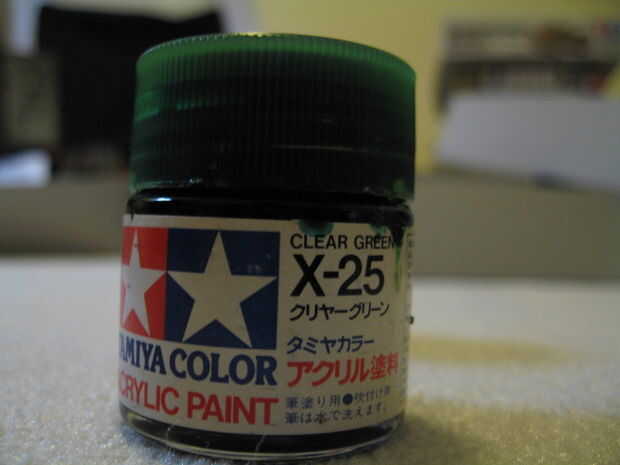 CLEAR GREEN
X-25
クリヤーグリーン
AMIYA COLOR
タミヤカラー
CRYLIC PAINT
アクリル塗料
筆塗り用●吹付け用
筆は水で洗えます。